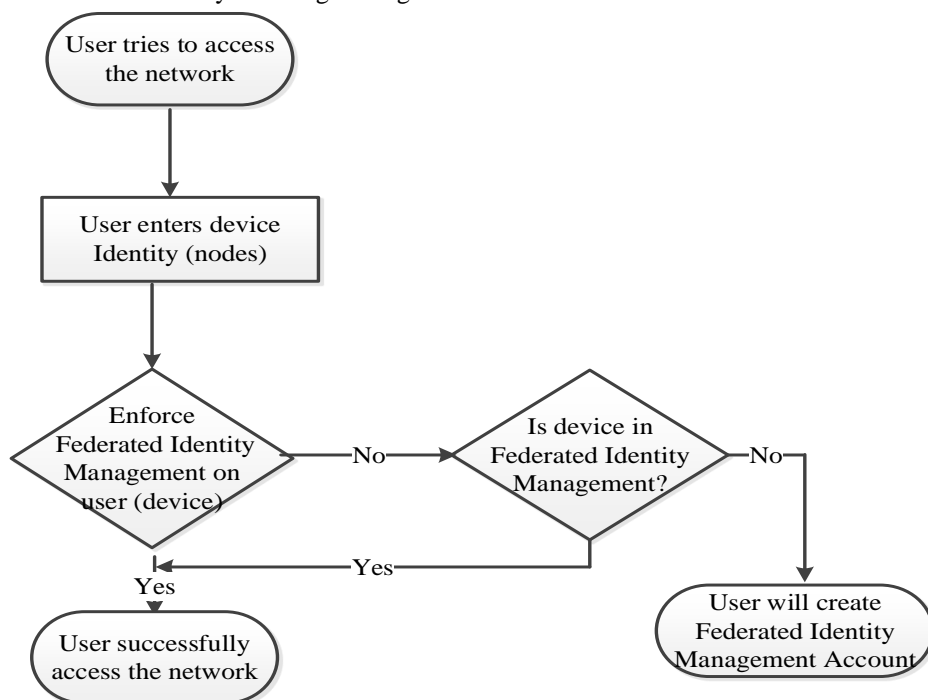 User tries to access
the network
User enters device
Identity (nodes)
Enforce
Federated Identity
Management on
user (device)
No
Is device in
Federated Identity
Management?
No
Yes
Yes
User successfully
access the network
User will create
Federated Identity
Management Account